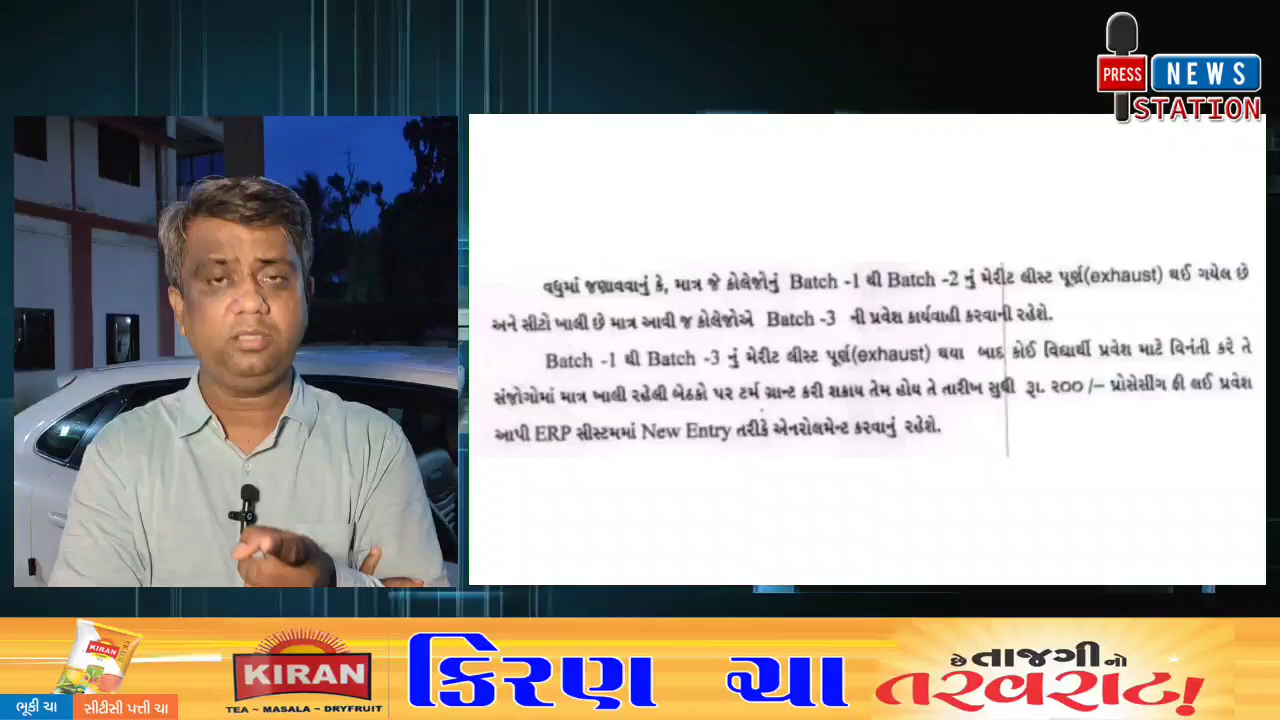 PRESS NEWS
STATION
વધુમાં જણાવવાનું કે, માત્ર જે કોલેજોનું Batch -1 થી Batch -2 નું મેરીટ લીસ્ટ પૂર્ણ(exhaust) થઈ ગયેલ છે
અને સીટો ખાલી છે માત્ર આવી જ કોલેજોએ Batch -3 ની પ્રવેશ કાર્યવાહી કરવાની રહેશે.
Batch -1 થી Batch -3 નું મેરીટ લીસ્ટ પૂર્ણ(exhaust) થયા બાદ કોઈ વિદ્યાર્થી પ્રવેશ માટે વિનંતી કરે તે
સંજોગોમાં માત્ર ખાલી રહેલી બેઠકો પર ટર્મ ગ્રાન્ટ કરી શકાય તેમ હોય તે તારીખ સુધી રૂા. ૨૦૦ /– પ્રોસેસીંગ ફી લઈ પ્રવેશ
આપી ERP સીસ્ટમમાં New Entry તરીકે એનરોલમેન્ટ કરવાનું રહેશે.
KIRAN
KIRAN
TEA ~ MASALA ~ DRYFRUIT
કિરણ ચા
છે તાજગીનો
તરવરાટ!
ભૂકી ચા
સીટીસી પત્તી ચા